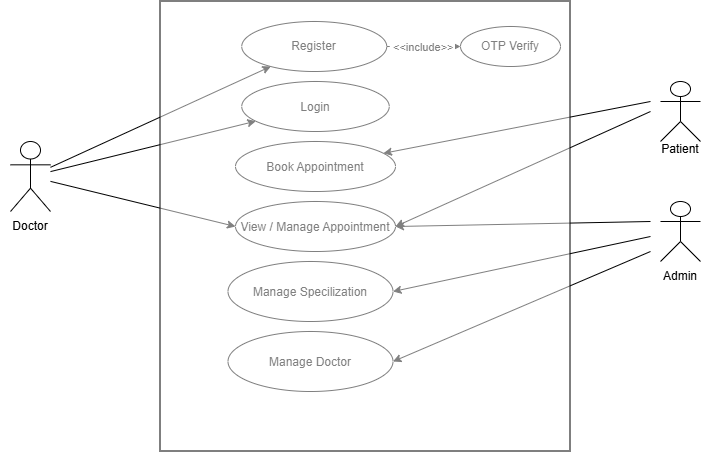 Register
<<include>>
OTP Verify
Login
Patient
Book Appointment
Doctor
View / Manage Appointment
Admin
Manage Specilization
Manage Doctor